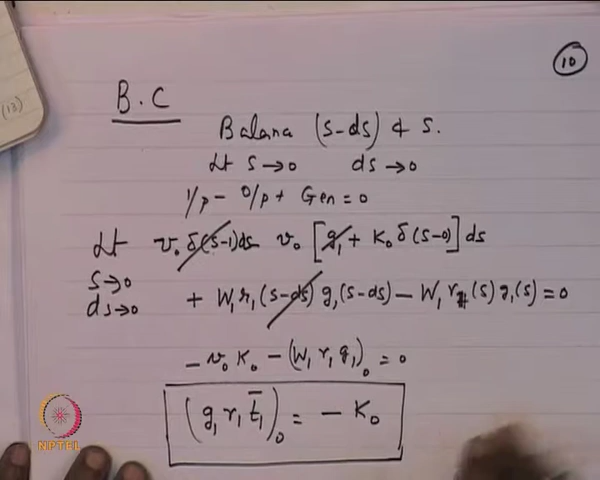 10
(13)
B.C
Balana (s-ds) & s.
Lt s→0 ds→0
I/p - O/p + Gen = 0
Lt v₀ δ(s-1)ds v₀ [g₁ + K₀ δ(s-0)] ds
s→0
ds→0
+ W₁ r₁ (s-ds) g₁ (s-ds) - W₁ r₁ (s) g₁(s) = 0
- v₀ K₀ - (W₁ r₁ g₁)₀ = 0
(g₁ r₁ t̄₁)₀ = - K₀
NPTEL